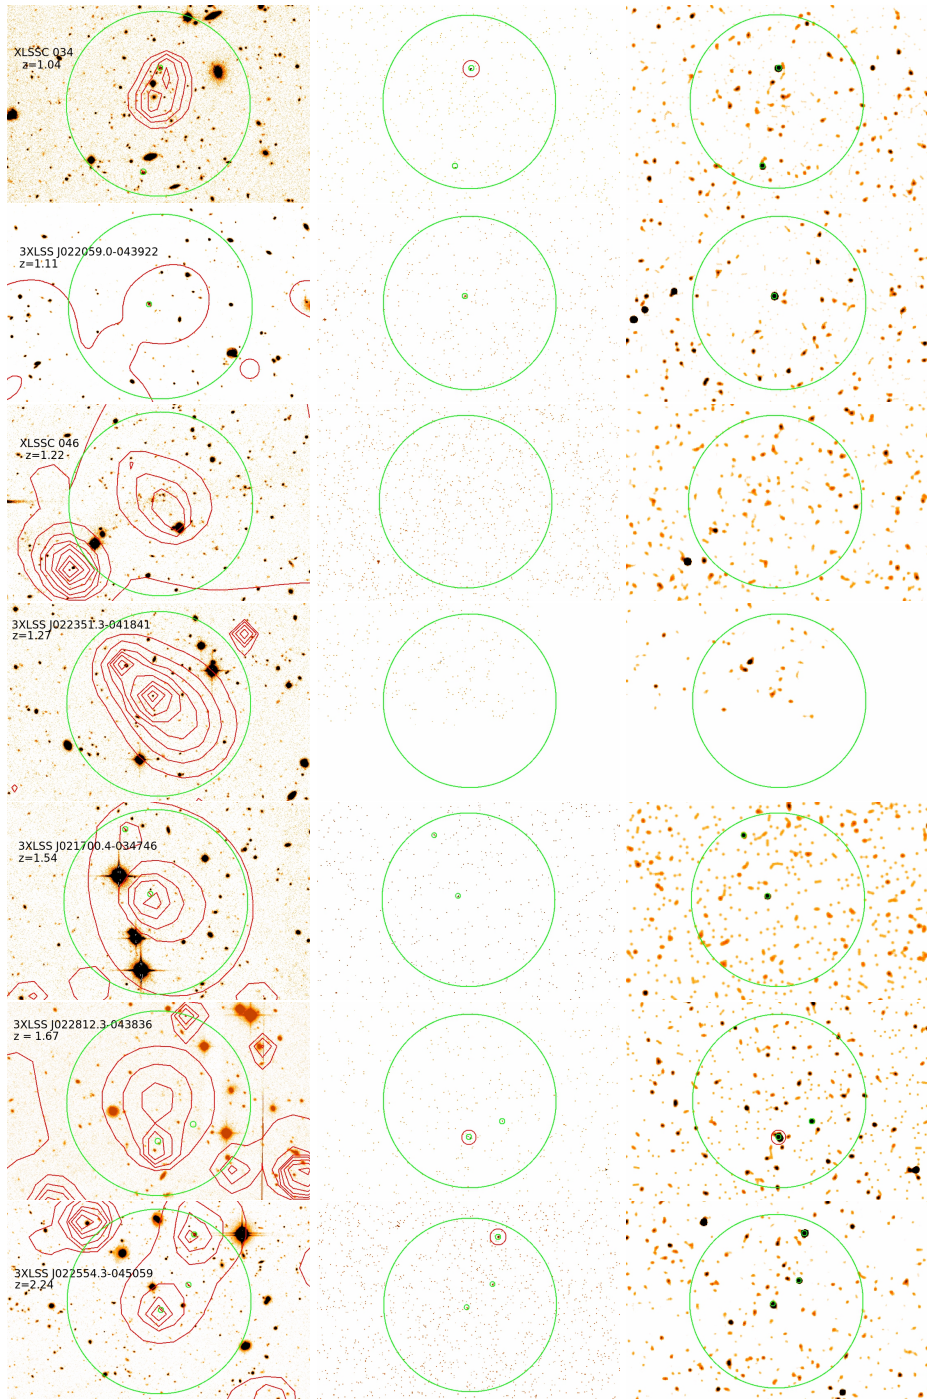 XLSSC 034
z=1.04
3XLSS J022059.0-043922
z=1.11
XLSSC 046
z=1.22
3XLSS J022351.3-041841
z=1.27
3XLSS J021700.4-034746
z=1.54
3XLSS J022812.3-043836
z = 1.67
3XLSS J022554.3-045059
z=2.24